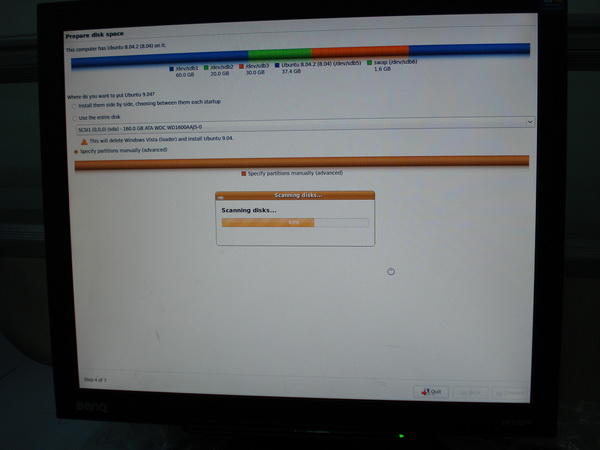 Prepare disk space
This computer has Ubuntu 8.04.2 (8.04) on it.
/dev/sdb1 /dev/sdb2 /dev/sdb3 Ubuntu 8.04.2 (8.04) (/dev/sdb5) swap (/dev/sdb6)
60.0 GB 20.0 GB 30.0 GB 37.4 GB 1.6 GB
Where do you want to put Ubuntu 9.04?
Install them side by side, choosing between them each startup
Use the entire disk
SCSI1 (0,0,0) (sda) - 160.0 GB ATA WDC WD1600AAJS-0
This will delete Windows Vista (loader) and install Ubuntu 9.04.
Specify partitions manually (advanced)
Specify partitions manually (advanced)
Scanning disks...
Scanning disks...
Step 4 of 7
Quit
BenQ